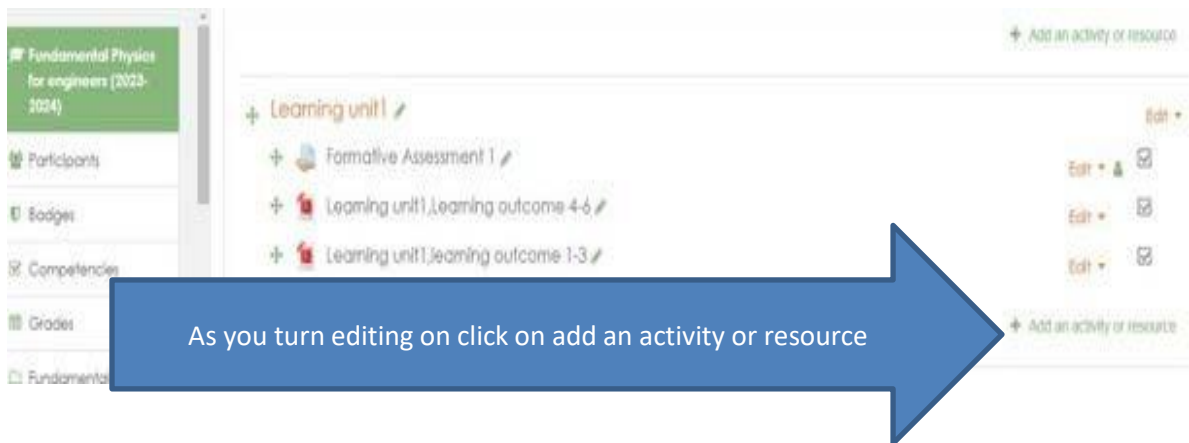 + Add an activity or resource
Fundamental Physics
for engineers (2023-
2024)
Learning unit1
Edit
Participants
Formative Assessment 1
Edit
Badges
Learning unit1,Learning outcome 4-6
Edit
Learning unit1,learning outcome 1-3
Edit
Competencies
Grades
As you turn editing on click on add an activity or resource
+ Add an activity or resource
Fundamental